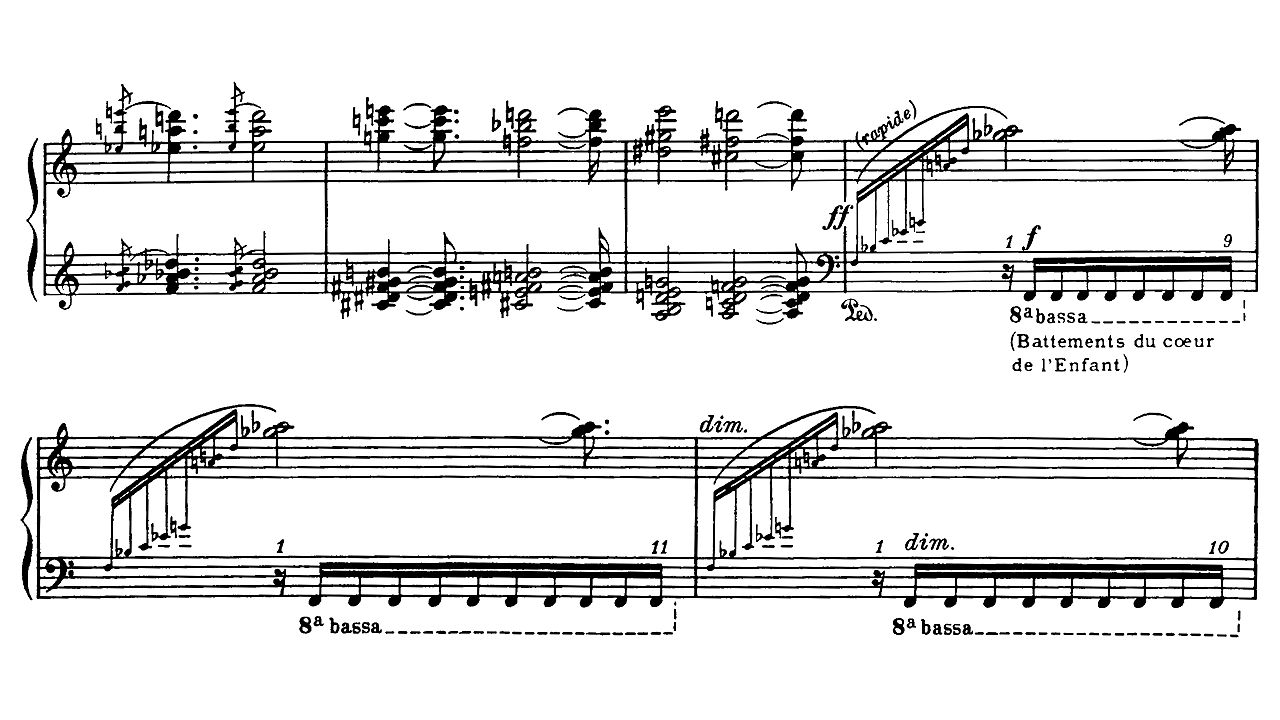 (rapide)
ff
1 f 9
Ped.
8ª bassa
(Battements du cœur
de l'Enfant)
dim.
1 11 1 dim. 10
8ª bassa 8ª bassa